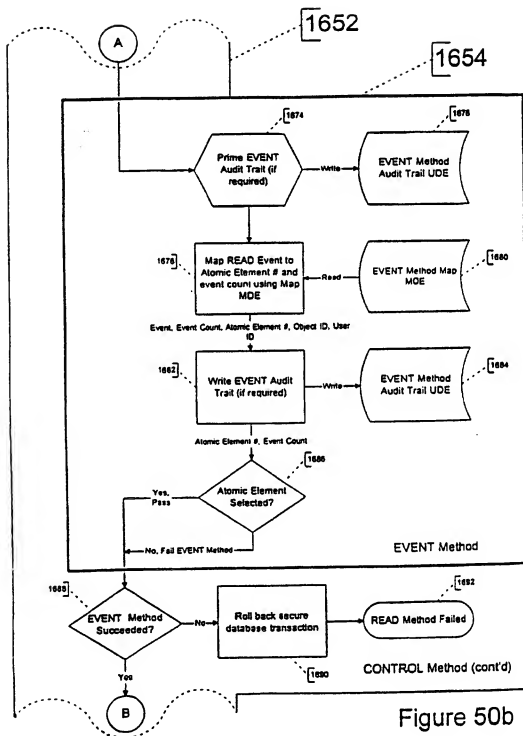 A
1652
1654
1674
Prime EVENT
Audit Trait (if
required)
Write
1676
EVENT Method
Audit Trail UDE
1678
Map READ Event to
Atomic Element # and
event count using Map
MDE
Read
1680
EVENT Method Map
MDE
Event, Event Count, Atomic Element #, Object ID, User
ID
1682
Write EVENT Audit
Trait (if required)
Write
1684
EVENT Method
Audit Trail UDE
Atomic Element #, Event Count
1686
Atomic Element
Selected?
Yes,
Pass
No, Fail EVENT Method
EVENT Method
1688
EVENT Method
Succeeded?
No
Roll back secure
database transaction
1690
1692
READ Method Failed
CONTROL Method (cont'd)
Yes
B
Figure 50b